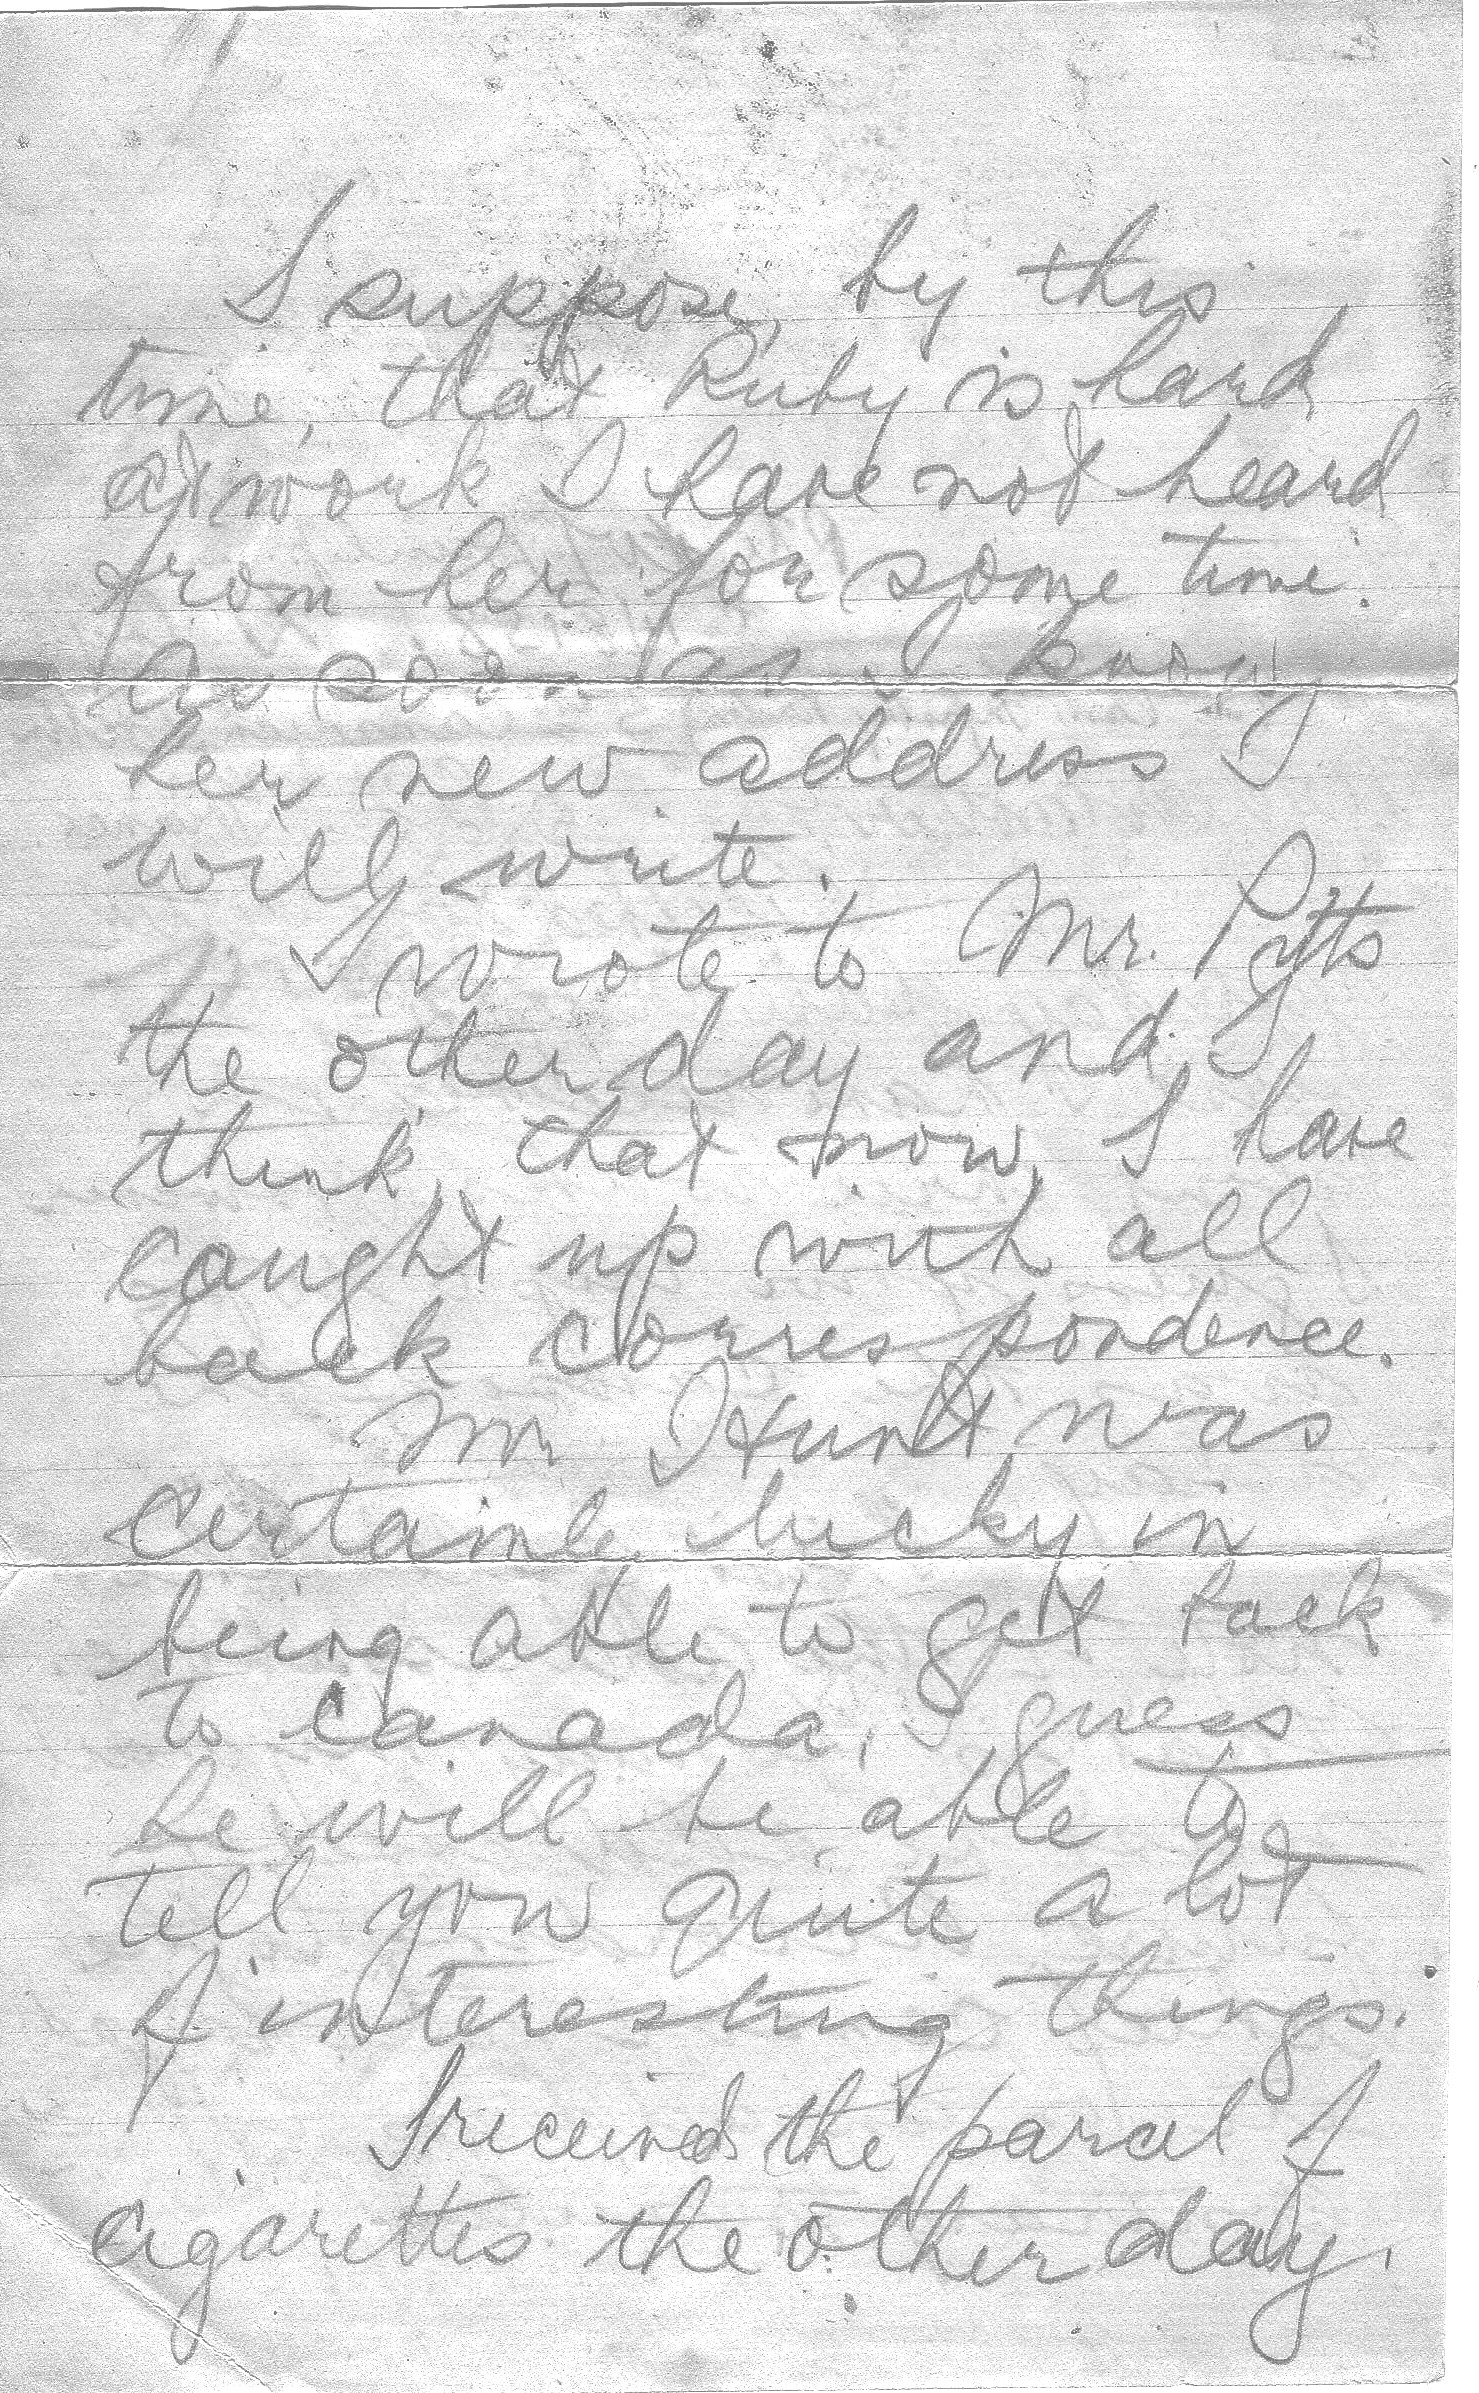 I suppose, by this
time, that Ruby is hard
at work I have not heard
from her for some time.
As soon as I know
her new address I
will write.
I wrote to Mr. Pitts
the other day and I
think, that now, I have
caught up with all
back correspondence.
Mr Hunt was
certainly lucky in
being able to get back
to Canada, I guess
he will be able to
tell you quite a lot
of interesting things.
I received the parcel of
cigarettes the other day.